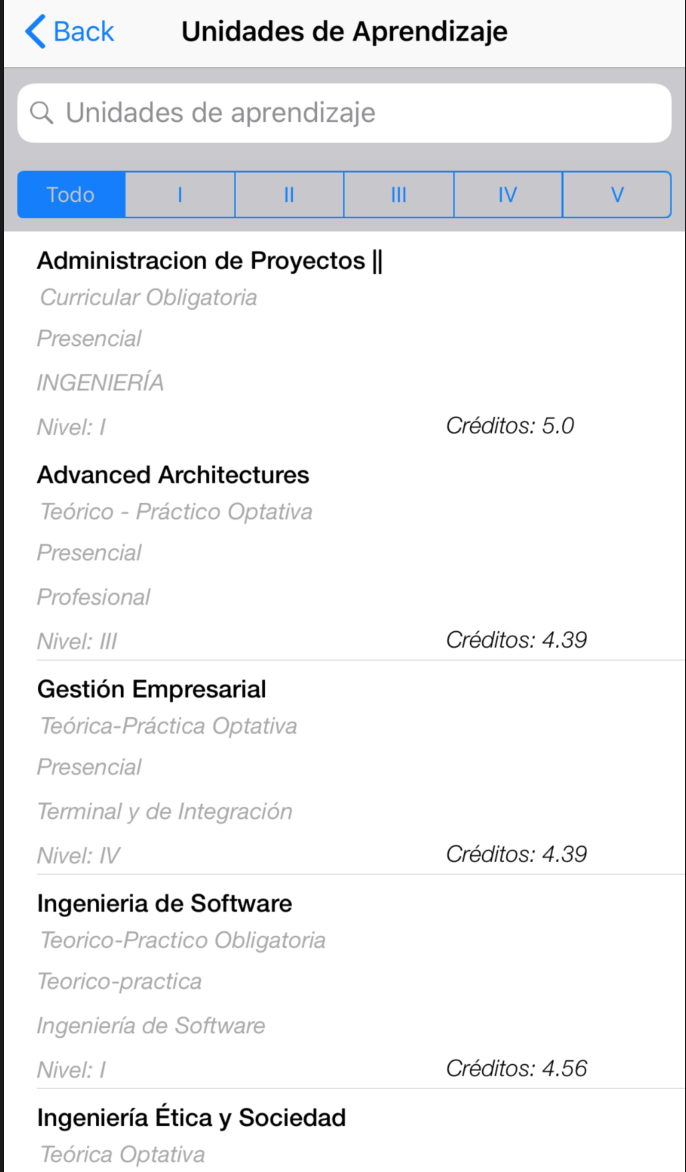 Back
Unidades de Aprendizaje
Unidades de aprendizaje
Todo I II III IV V
Administracion de Proyectos ||
Curricular Obligatoria
Presencial
INGENIERÍA
Nivel: I Créditos: 5.0
Advanced Architectures
Teórico - Práctico Optativa
Presencial
Profesional
Nivel: III Créditos: 4.39
Gestión Empresarial
Teórica-Práctica Optativa
Presencial
Terminal y de Integración
Nivel: IV Créditos: 4.39
Ingenieria de Software
Teorico-Practico Obligatoria
Teorico-practica
Ingeniería de Software
Nivel: I Créditos: 4.56
Ingeniería Ética y Sociedad
Teórica Optativa